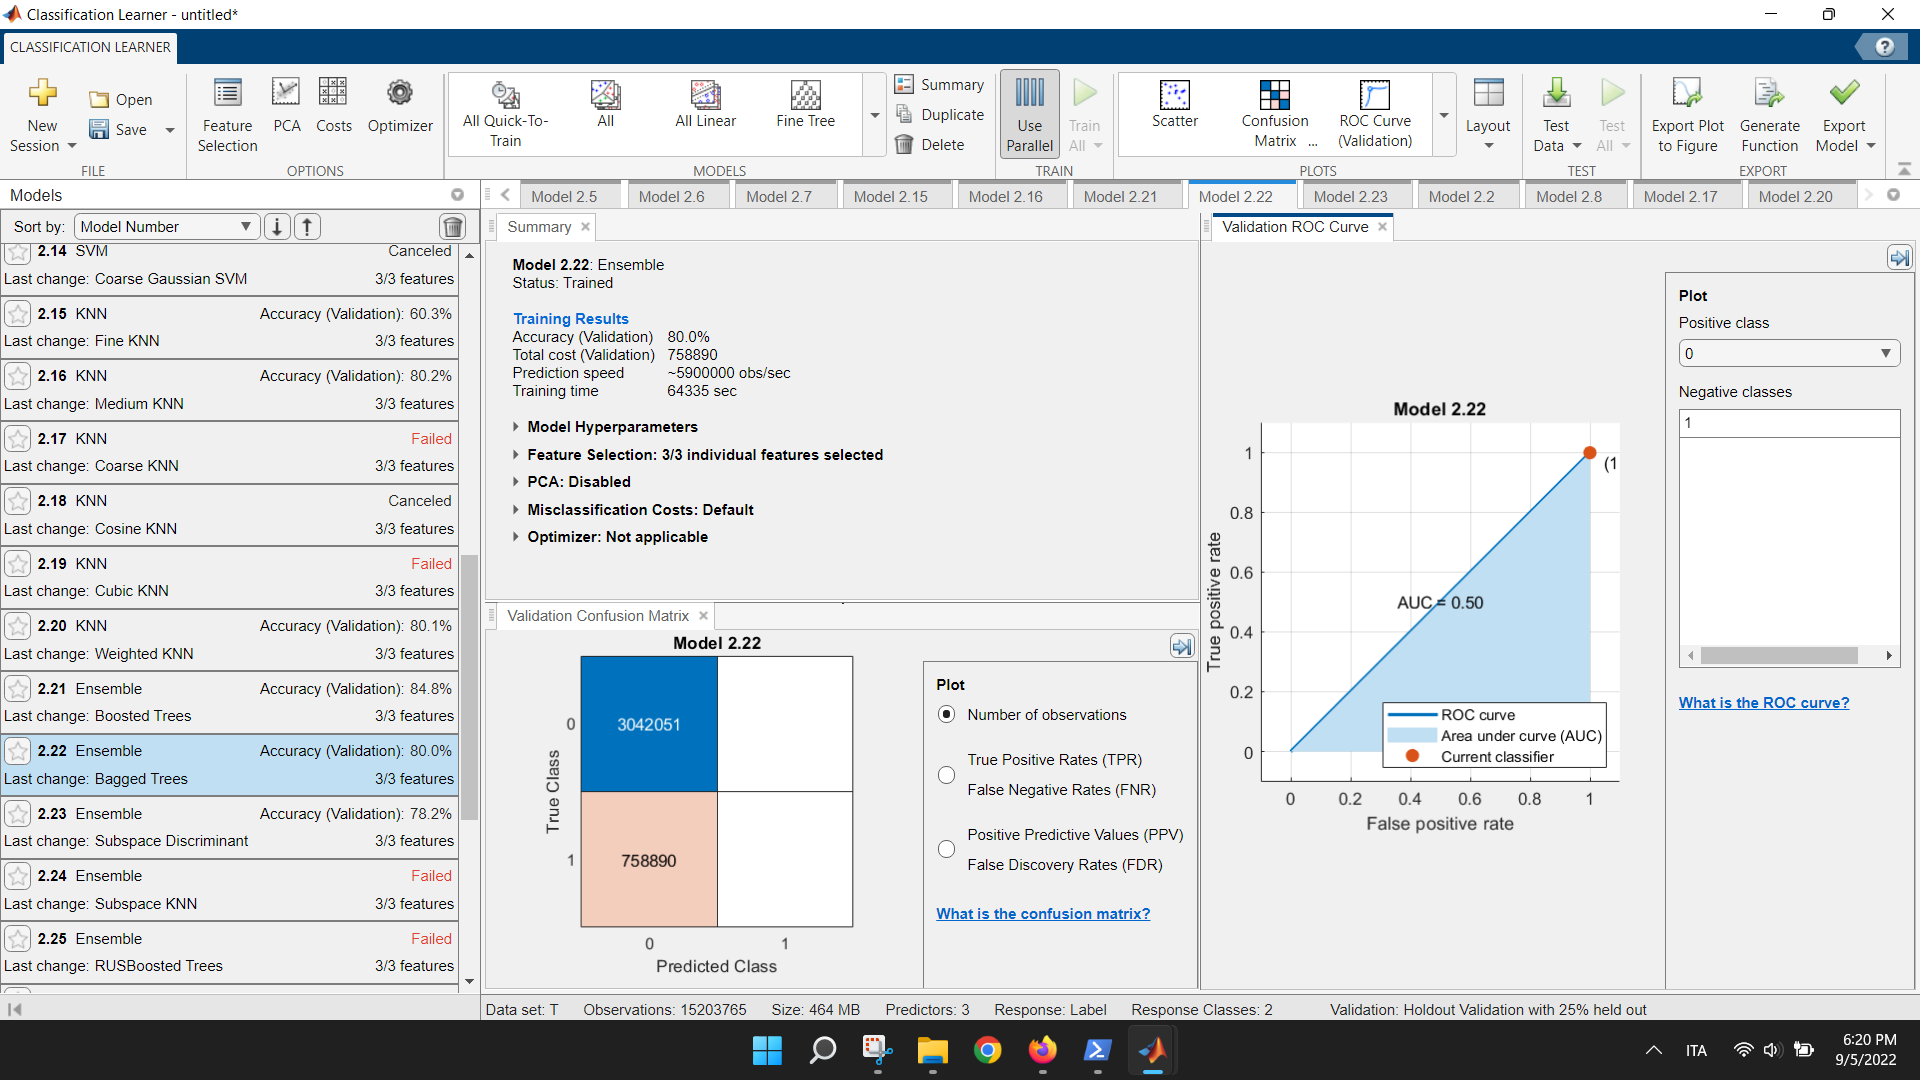 Classification Learner - untitled*
CLASSIFICATION LEARNER
New
Session
Open
Save
FILE
Feature
Selection
PCA
Costs
Optimizer
OPTIONS
All Quick-To-
Train
All
All Linear
Fine Tree
MODELS
Summary
Duplicate
Delete
Use
Parallel
Train
All
TRAIN
Scatter
Confusion
Matrix ...
ROC Curve
(Validation)
PLOTS
Layout
Test
Data
Test
All
TEST
Export Plot
to Figure
Generate
Function
Export
Model
EXPORT
Models
Sort by: Model Number
2.14 SVM Canceled
Last change: Coarse Gaussian SVM 3/3 features
2.15 KNN Accuracy (Validation): 60.3%
Last change: Fine KNN 3/3 features
2.16 KNN Accuracy (Validation): 80.2%
Last change: Medium KNN 3/3 features
2.17 KNN Failed
Last change: Coarse KNN 3/3 features
2.18 KNN Canceled
Last change: Cosine KNN 3/3 features
2.19 KNN Failed
Last change: Cubic KNN 3/3 features
2.20 KNN Accuracy (Validation): 80.1%
Last change: Weighted KNN 3/3 features
2.21 Ensemble Accuracy (Validation): 84.8%
Last change: Boosted Trees 3/3 features
2.22 Ensemble Accuracy (Validation): 80.0%
Last change: Bagged Trees 3/3 features
2.23 Ensemble Accuracy (Validation): 78.2%
Last change: Subspace Discriminant 3/3 features
2.24 Ensemble Failed
Last change: Subspace KNN 3/3 features
2.25 Ensemble Failed
Last change: RUSBoosted Trees 3/3 features
Model 2.5 Model 2.6 Model 2.7 Model 2.15 Model 2.16 Model 2.21 Model 2.22 Model 2.23 Model 2.2 Model 2.8 Model 2.17 Model 2.20
Summary
Model 2.22: Ensemble
Status: Trained
Training Results
Accuracy (Validation) 80.0%
Total cost (Validation) 758890
Prediction speed ~5900000 obs/sec
Training time 64335 sec
Model Hyperparameters
Feature Selection: 3/3 individual features selected
PCA: Disabled
Misclassification Costs: Default
Optimizer: Not applicable
Validation Confusion Matrix
Model 2.22
True Class
0
3042051
1
758890
0 1
Predicted Class
Plot
Number of observations
True Positive Rates (TPR)
False Negative Rates (FNR)
Positive Predictive Values (PPV)
False Discovery Rates (FDR)
What is the confusion matrix?
Validation ROC Curve
Model 2.22
True positive rate
1
0.8
0.6
0.4
0.2
0
(1
AUC = 0.50
ROC curve
Area under curve (AUC)
Current classifier
0 0.2 0.4 0.6 0.8 1
False positive rate
Plot
Positive class
0
Negative classes
1
What is the ROC curve?
Data set: T Observations: 15203765 Size: 464 MB Predictors: 3 Response: Label Response Classes: 2 Validation: Holdout Validation with 25% held out
ITA
6:20 PM
9/5/2022